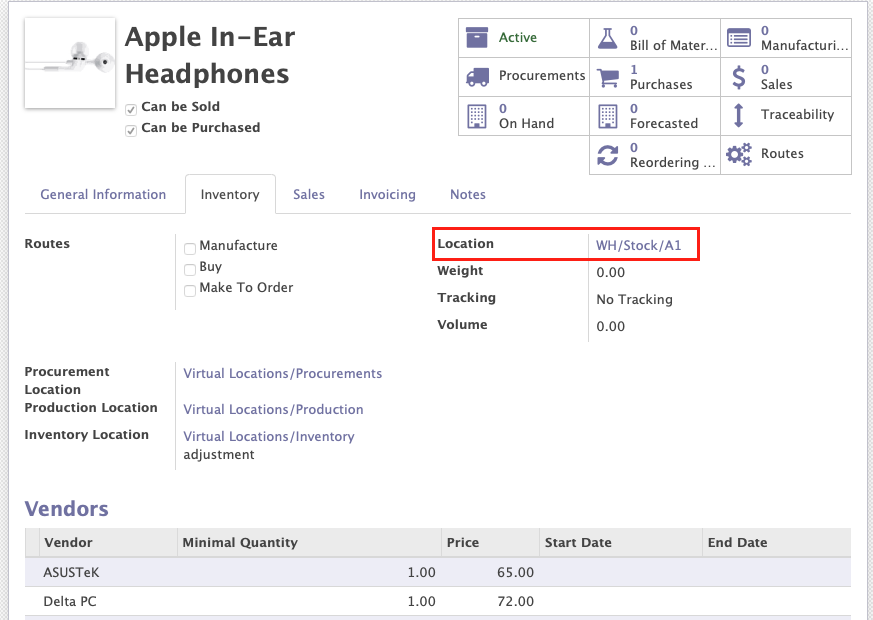 Apple In-Ear
Headphones
Can be Sold
Can be Purchased
Active
0
Bill of Mater...
0
Manufacturi...
Procurements
1
Purchases
0
Sales
0
On Hand
0
Forecasted
Traceability
0
Reordering ...
Routes
General Information Inventory Sales Invoicing Notes
Routes
Manufacture
Buy
Make To Order
Location WH/Stock/A1
Weight 0.00
Tracking No Tracking
Volume 0.00
Procurement
Location
Virtual Locations/Procurements
Production Location Virtual Locations/Production
Inventory Location Virtual Locations/Inventory
adjustment
Vendors
Vendor Minimal Quantity Price Start Date End Date
ASUSTeK 1.00 65.00
Delta PC 1.00 72.00